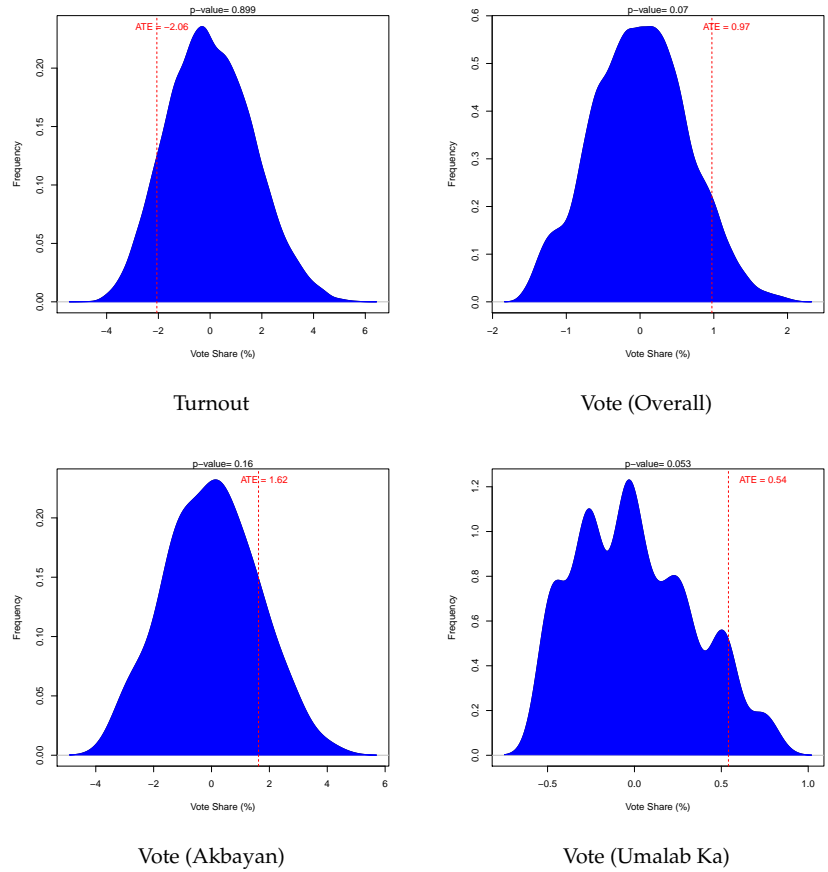 p−value= 0.899
ATE = −2.06
Frequency
0.00 0.05 0.10 0.15 0.20
−4 −2 0 2 4 6
Vote Share (%)
Turnout
p−value= 0.07
ATE = 0.97
Frequency
0.0 0.1 0.2 0.3 0.4 0.5 0.6
−2 −1 0 1 2
Vote Share (%)
Vote (Overall)
p−value= 0.16
ATE = 1.62
Frequency
0.00 0.05 0.10 0.15 0.20
−4 −2 0 2 4 6
Vote Share (%)
Vote (Akbayan)
p−value= 0.053
ATE = 0.54
Frequency
0.0 0.2 0.4 0.6 0.8 1.0 1.2
−0.5 0.0 0.5 1.0
Vote Share (%)
Vote (Umalab Ka)